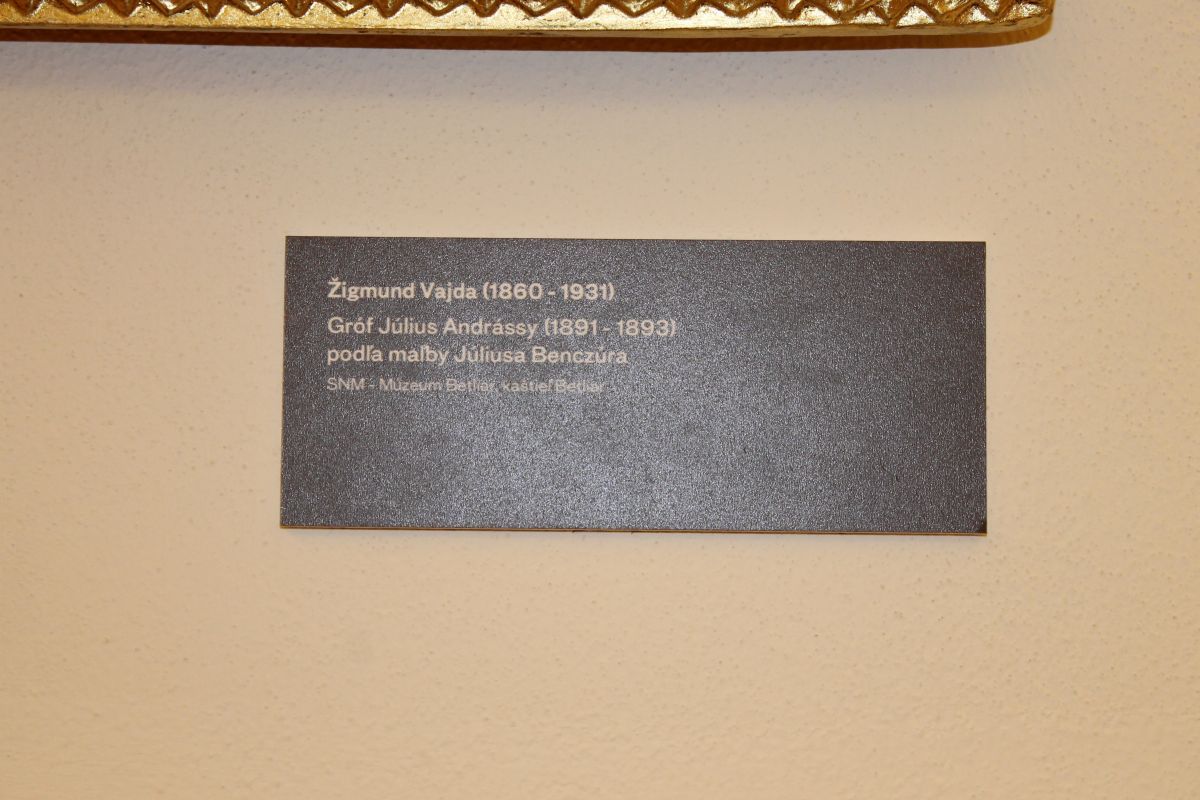 Žigmund Vajda (1860 - 1931)
Gróf Július Andrássy (1891 - 1893)
podľa maľby Júliusa Benczúra
SNM - Múzeum Betliar, kaštieľ Betliar